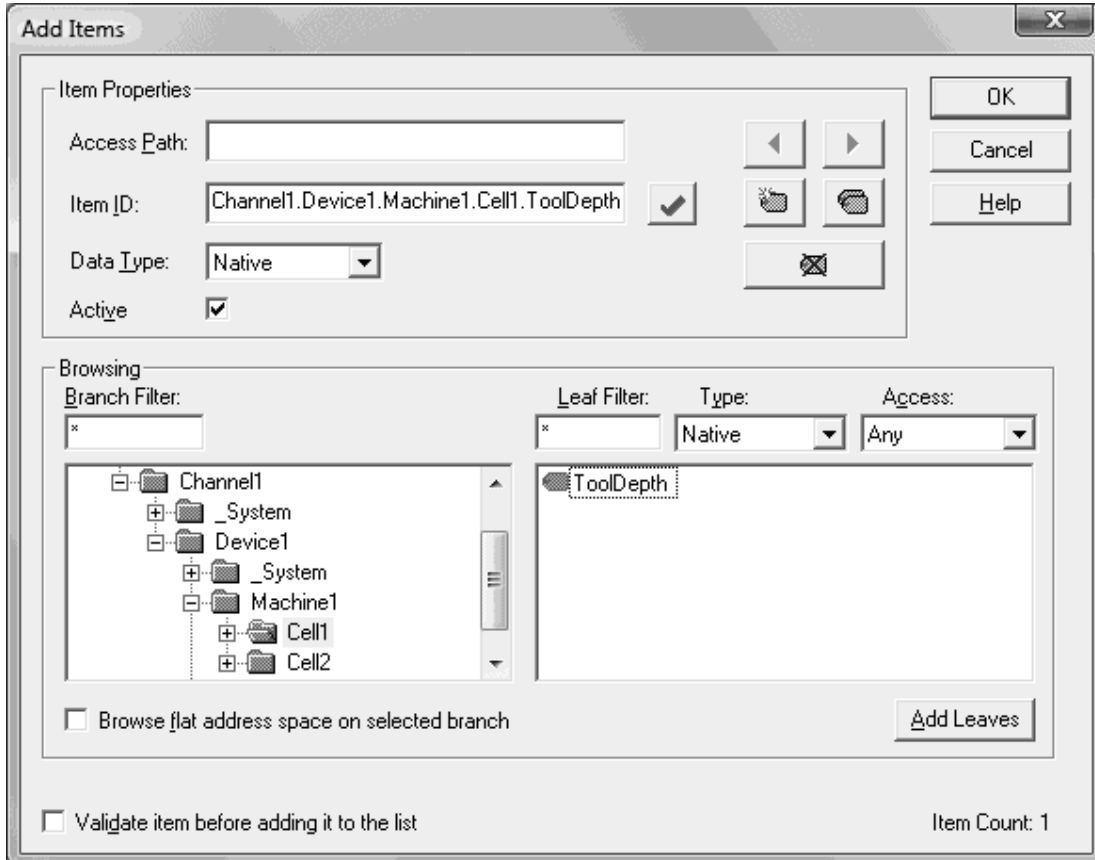 Add Items
Item Properties
Access Path:
OK
Cancel
Item ID: Channel1.Device1.Machine1.Cell1.ToolDepth
Help
Data Type: Native
Active
Browsing
Branch Filter: Leaf Filter: Type: Access:
* * Native Any
Channel1 ToolDepth
_System
Device1
_System
Machine1
Cell1
Cell2
Browse flat address space on selected branch Add Leaves
Validate item before adding it to the list Item Count: 1